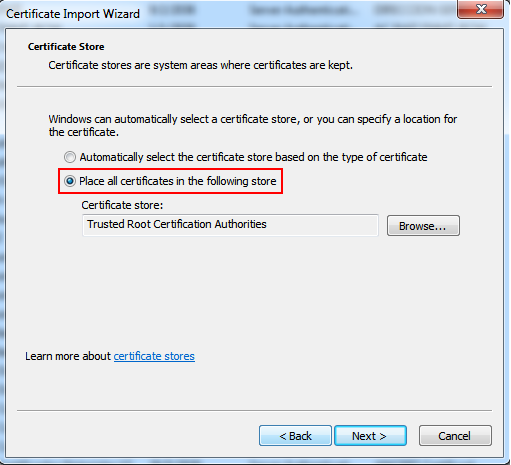 Certificate Import Wizard
Certificate Store
Certificate stores are system areas where certificates are kept.
Windows can automatically select a certificate store, or you can specify a location for
the certificate.
Automatically select the certificate store based on the type of certificate
Place all certificates in the following store
Certificate store:
Trusted Root Certification Authorities
Browse...
Learn more about certificate stores
< Back
Next >
Cancel